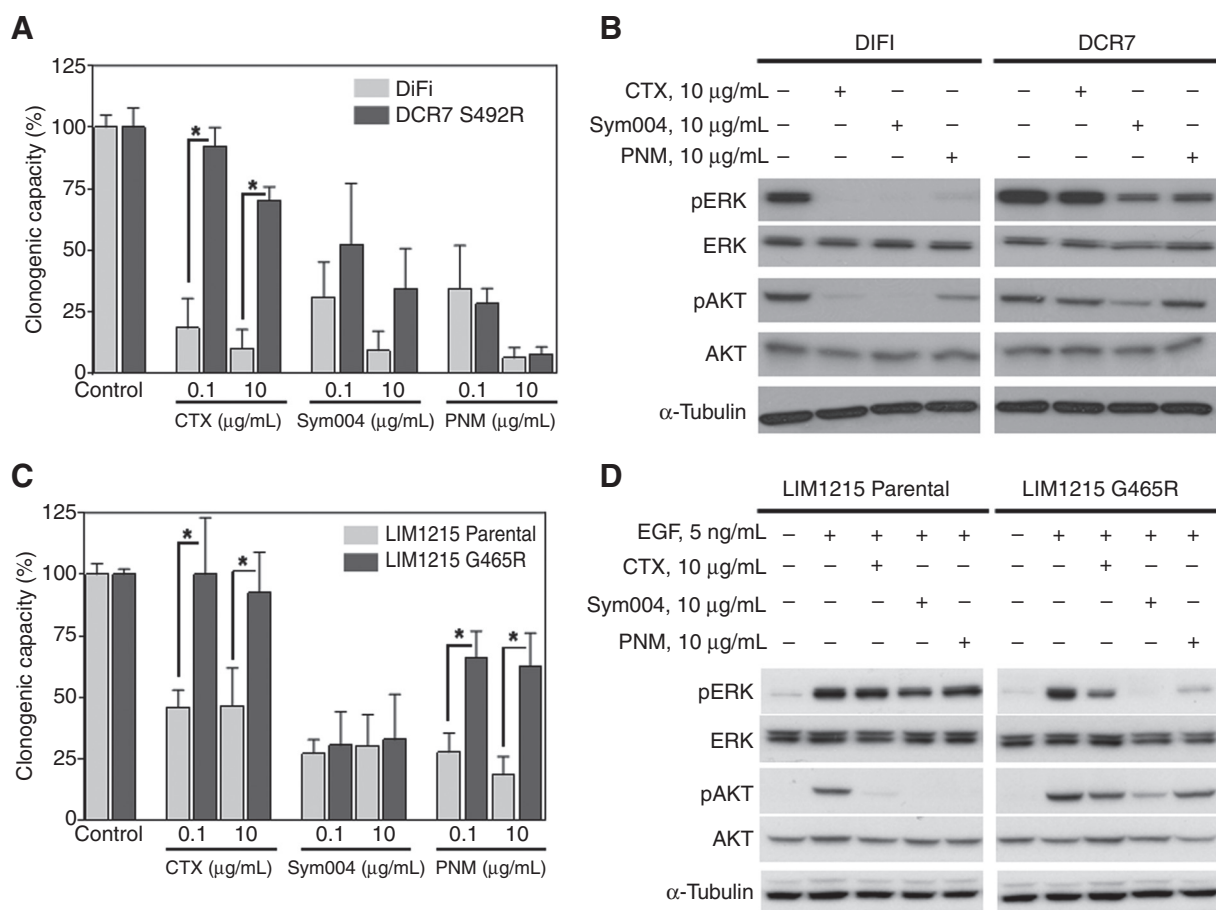 A
125
100
75
50
25
0
Clonogenic capacity (%)
DiFi
DCR7 S492R
* *
Control
0.1 10 0.1 10 0.1 10
CTX (μg/mL) Sym004 (μg/mL) PNM (μg/mL)
B
DIFI DCR7
CTX, 10 μg/mL – + – – – + – –
Sym004, 10 μg/mL – – + – – – + –
PNM, 10 μg/mL – – – + – – – +
pERK
ERK
pAKT
AKT
α-Tubulin
C
125
100
75
50
25
0
Clonogenic capacity (%)
LIM1215 Parental
LIM1215 G465R
* * * *
Control
0.1 10 0.1 10 0.1 10
CTX (μg/mL) Sym004 (μg/mL) PNM (μg/mL)
D
LIM1215 Parental LIM1215 G465R
EGF, 5 ng/mL – + + + + – + + + +
CTX, 10 μg/mL – – + – – – – + – –
Sym004, 10 μg/mL – – – + – – – – + –
PNM, 10 μg/mL – – – – + – – – – +
pERK
ERK
pAKT
AKT
α-Tubulin